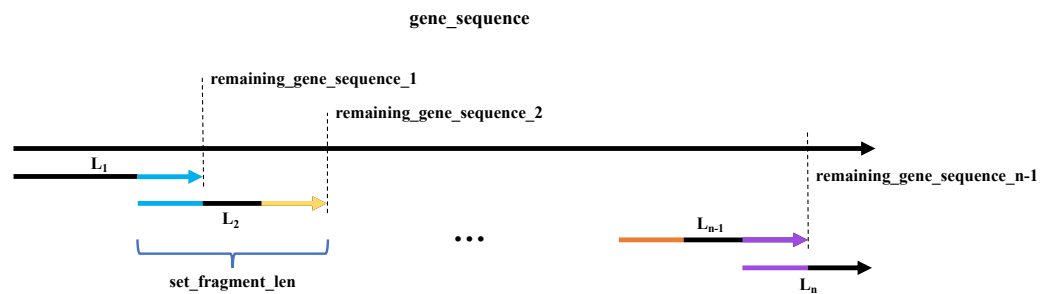 gene_sequence
remaining_gene_sequence_1
remaining_gene_sequence_2
L₁
remaining_gene_sequence_n-1
L₂
Lₙ₋₁
...
set_fragment_len
Lₙ